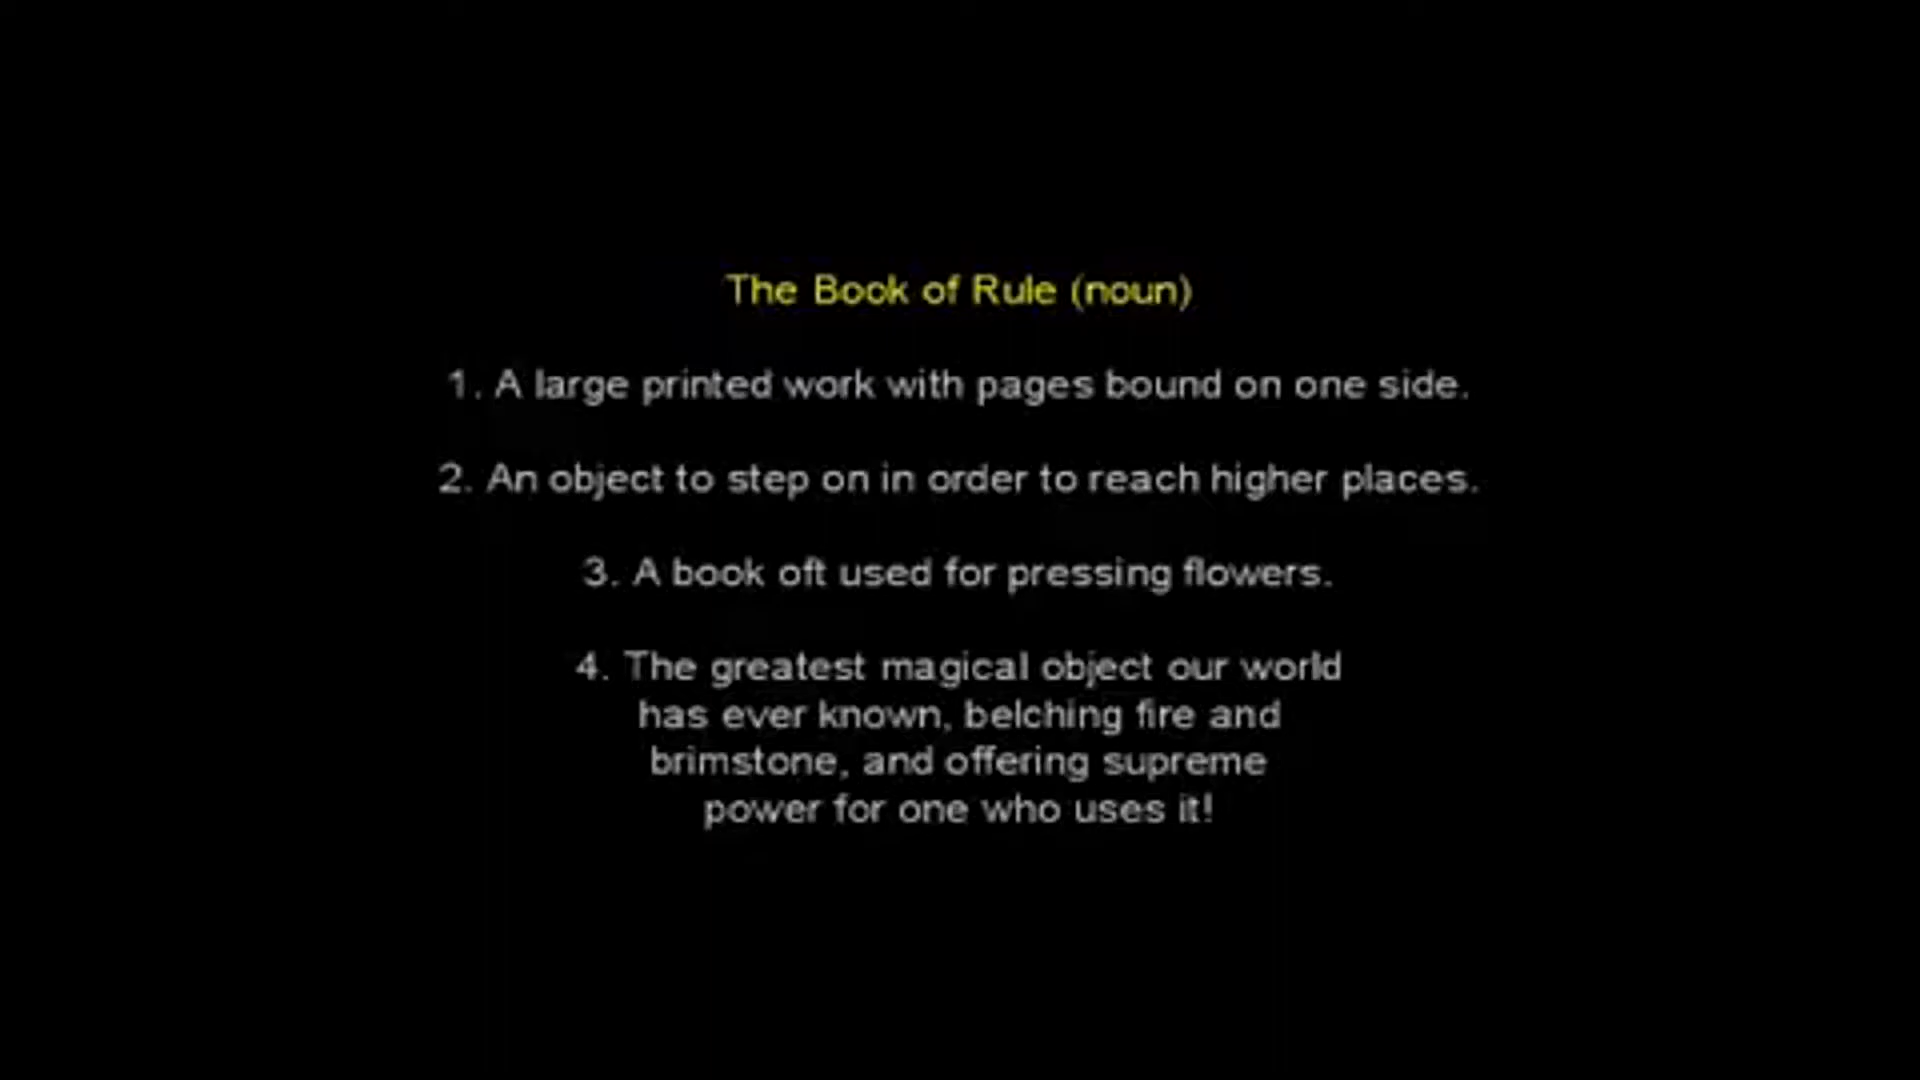 The Book of Rule (noun)
1. A large printed work with pages bound on one side.
2. An object to step on in order to reach higher places.
3. A book oft used for pressing flowers.
4. The greatest magical object our world
has ever known, belching fire and
brimstone, and offering supreme
power for one who uses it!